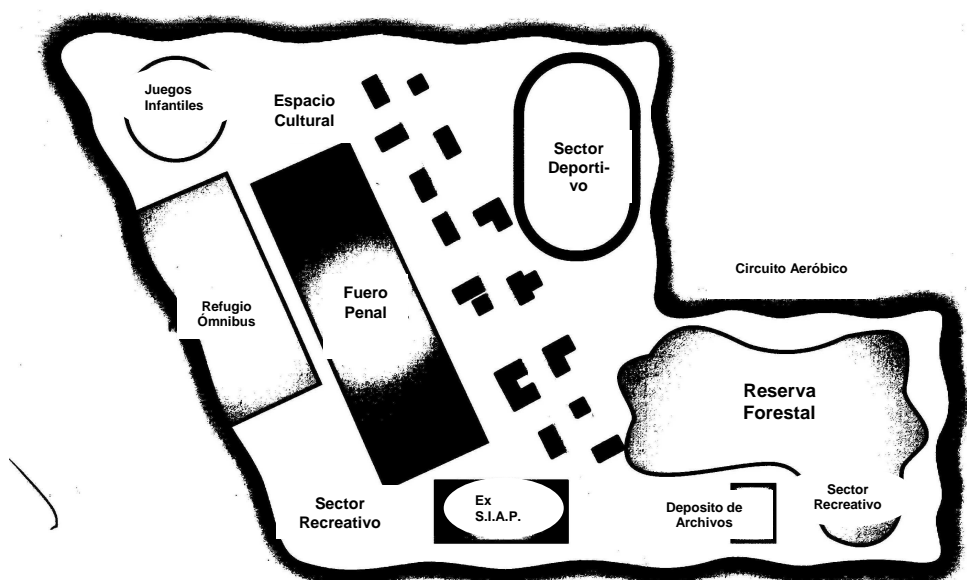 Juegos
Infantiles
Espacio
Cultural
Sector
Deporti-
vo
Circuito Aeróbico
Refugio
Ómnibus
Fuero
Penal
Reserva
Forestal
Sector
Recreativo
Ex
S.I.A.P.
Deposito de
Archivos
Sector
Recreativo